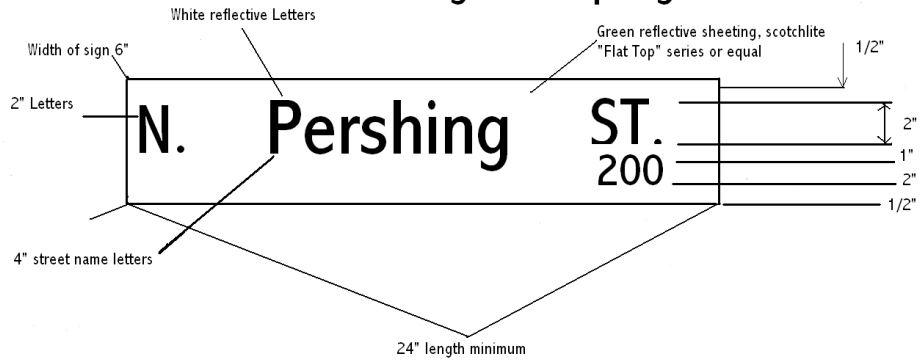 White reflective Letters
Green reflective sheeting, scotchlite
"Flat Top" series or equal
1/2"
Width of sign 6"
2" Letters
N. Pershing ST.
200
2"
1"
2"
1/2"
4" street name letters
24" length minimum